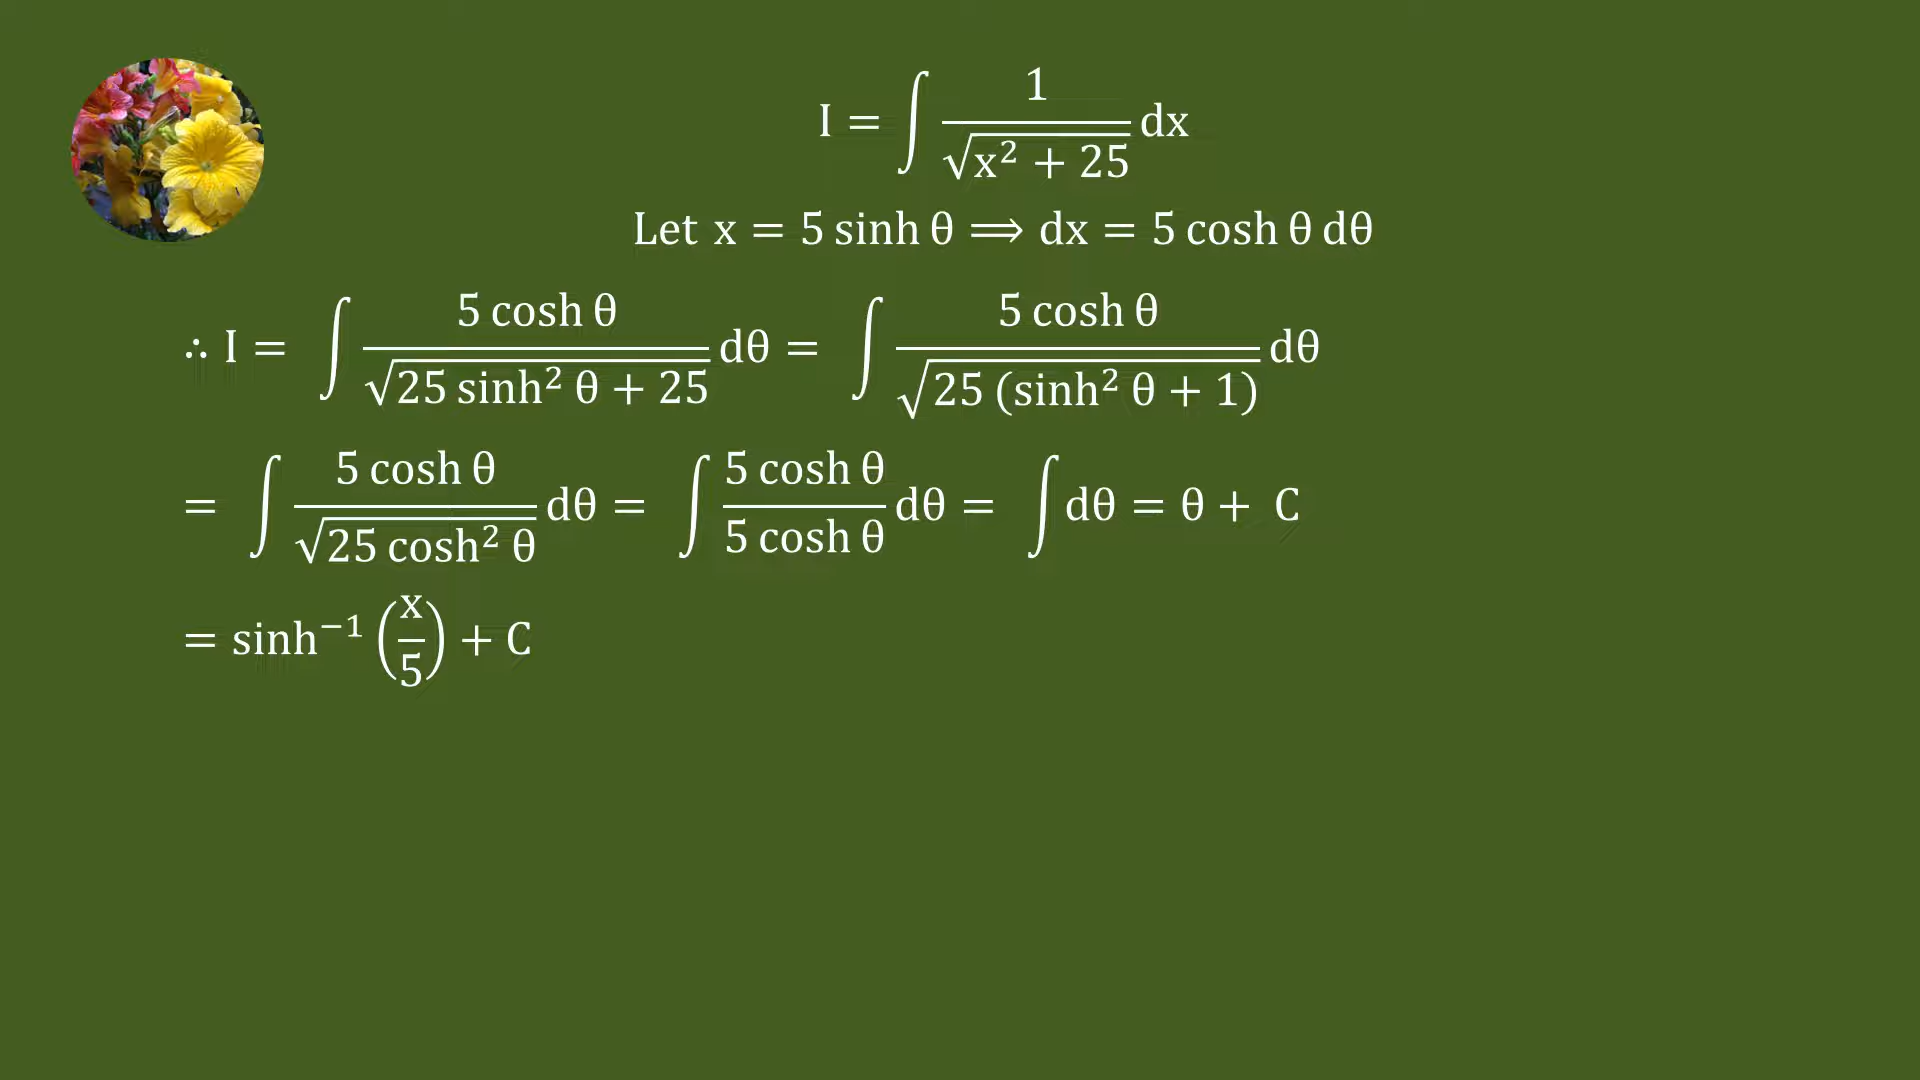 I = ∫ 1/√(x² + 25) dx
Let x = 5 sinh θ ⟹ dx = 5 cosh θ dθ
∴ I = ∫ 5 cosh θ/√(25 sinh² θ + 25) dθ = ∫ 5 cosh θ/√(25 (sinh² θ + 1)) dθ
= ∫ 5 cosh θ/√(25 cosh² θ) dθ = ∫ 5 cosh θ/5 cosh θ dθ = ∫ dθ = θ + C
= sinh⁻¹ (x/5) + C